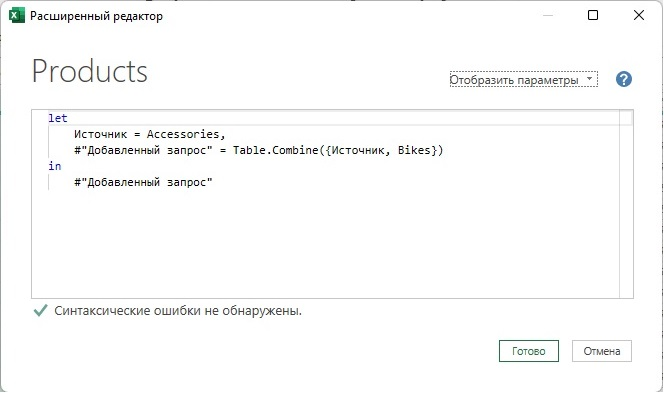 Расширенный редактор
Products
Отобразить параметры
?
let
Источник = Accessories,
#"Добавленный запрос" = Table.Combine({Источник, Bikes})
in
#"Добавленный запрос"
Синтаксические ошибки не обнаружены.
Готово
Отмена